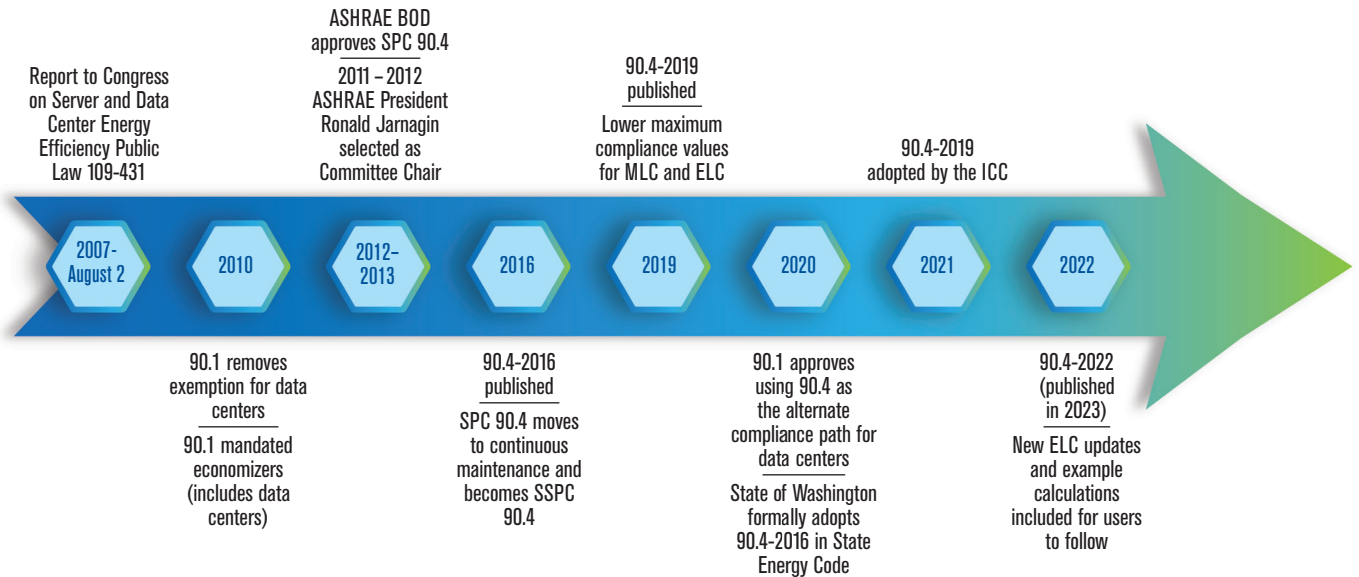 Report to Congress
on Server and Data
Center Energy
Efficiency Public
Law 109-431
2007-
August 2
2010
90.1 removes
exemption for data
centers
90.1 mandated
economizers
(includes data
centers)
ASHRAE BOD
approves SPC 90.4
2011 – 2012
ASHRAE President
Ronald Jarnagin
selected as
Committee Chair
2012–
2013
2016
90.4-2016
published
SPC 90.4 moves
to continuous
maintenance and
becomes SSPC
90.4
90.4-2019
published
Lower maximum
compliance values
for MLC and ELC
2019
2020
90.1 approves
using 90.4 as
the alternate
compliance path for
data centers
State of Washington
formally adopts
90.4-2016 in State
Energy Code
90.4-2019
adopted by the ICC
2021
2022
90.4-2022
(published
in 2023)
New ELC updates
and example
calculations
included for users
to follow